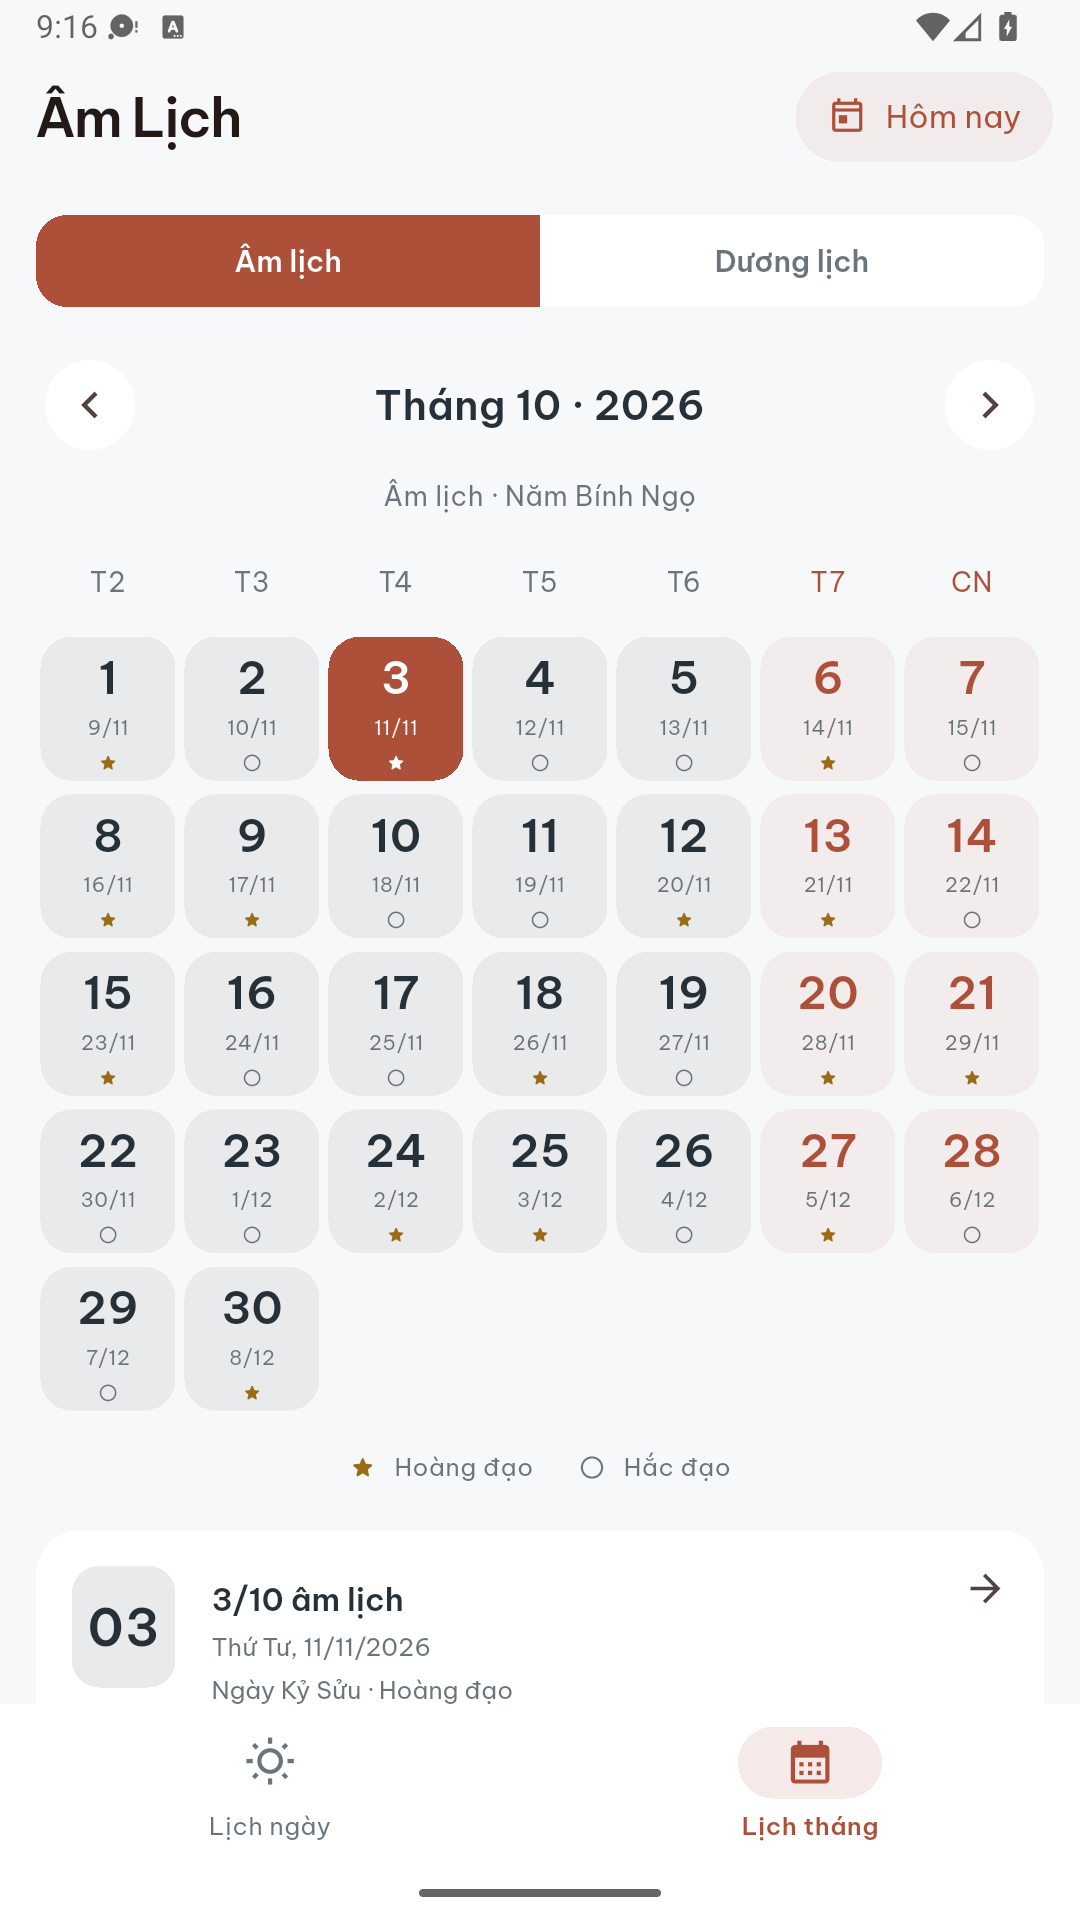 9:16
Âm Lịch
Hôm nay
Âm lịch
Dương lịch
Tháng 10 · 2026
Âm lịch · Năm Bính Ngọ
T2 T3 T4 T5 T6 T7 CN
1 2 3 4 5 6 7
9/11 10/11 11/11 12/11 13/11 14/11 15/11
8 9 10 11 12 13 14
16/11 17/11 18/11 19/11 20/11 21/11 22/11
15 16 17 18 19 20 21
23/11 24/11 25/11 26/11 27/11 28/11 29/11
22 23 24 25 26 27 28
30/11 1/12 2/12 3/12 4/12 5/12 6/12
29 30
7/12 8/12
Hoàng đạo Hắc đạo
03
3/10 âm lịch
Thứ Tư, 11/11/2026
Ngày Kỷ Sửu · Hoàng đạo
Lịch ngày Lịch tháng